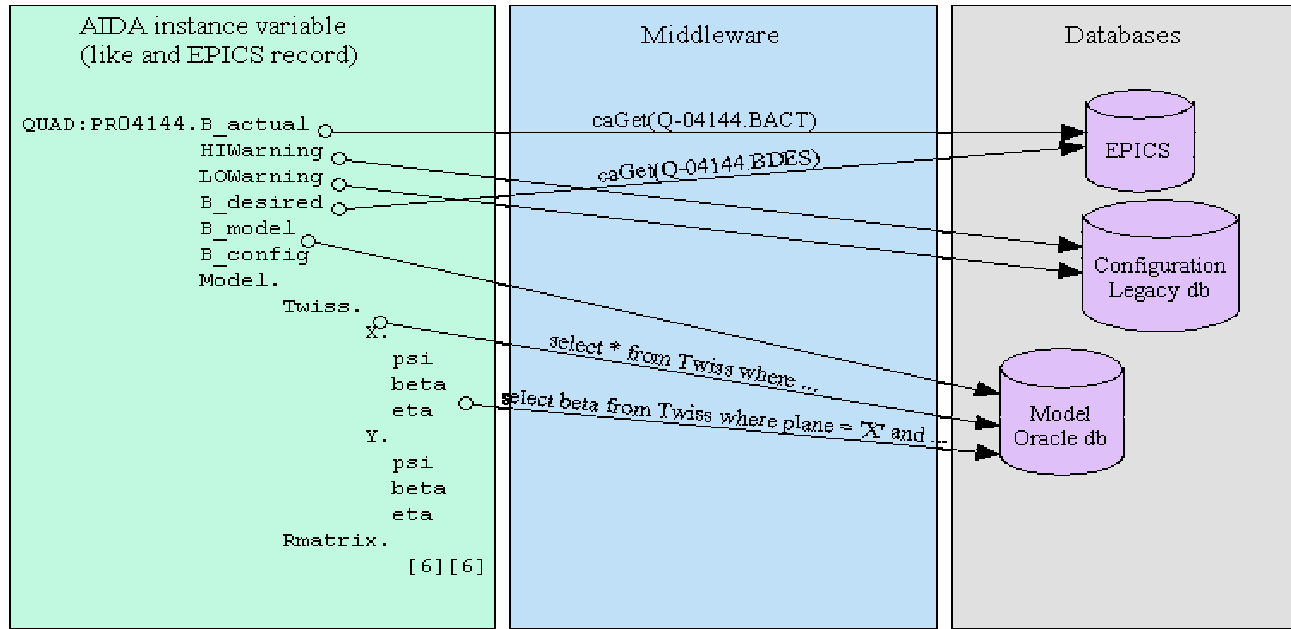 AIDA instance variable
(like and EPICS record)
QUAD:PR04144.B_actual
HIWarning
LOWarning
B_desired
B_model
B_config
Model.
Twiss.
X.
psi
beta
eta
Y.
psi
beta
eta
Rmatrix.
[6][6]
Middleware
caGet(Q-04144.BACT)
caGet(Q-04144.BDES)
select * from Twiss where ...
select beta from Twiss where plane = 'X' and ...
Databases
EPICS
Configuration
Legacy db
Model
Oracle db